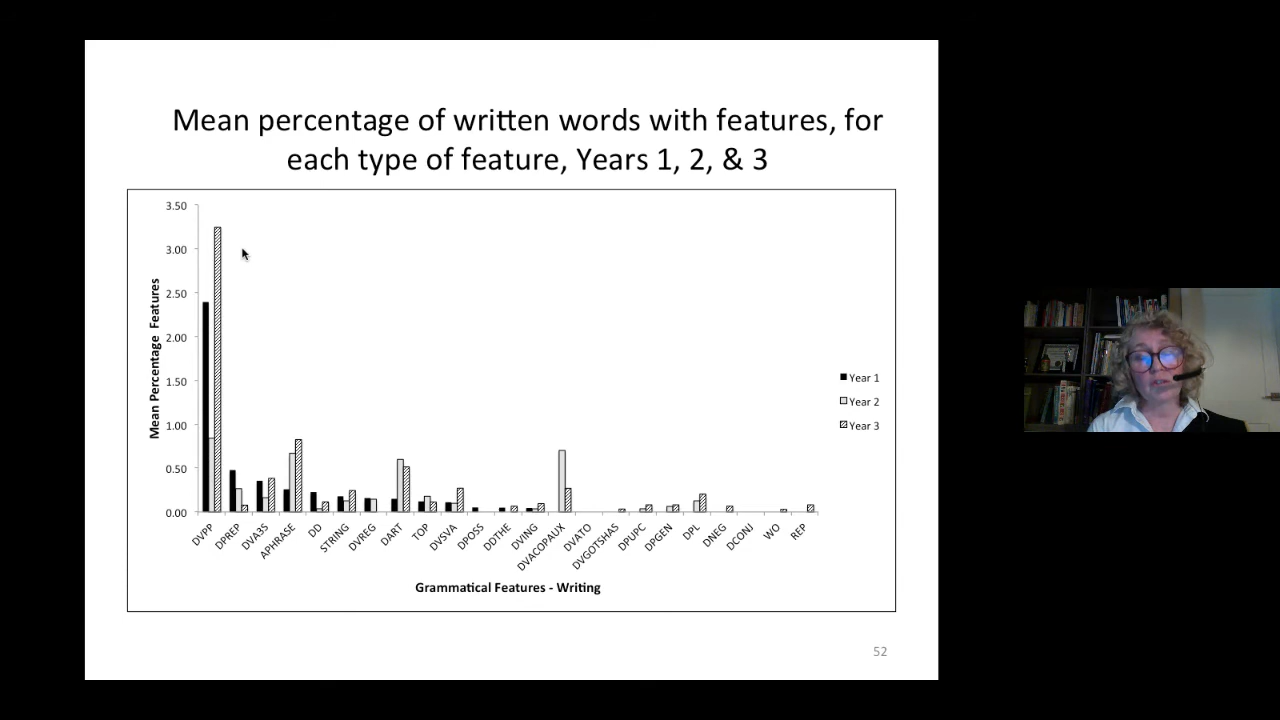 Mean percentage of written words with features, for
each type of feature, Years 1, 2, & 3
3.50
3.00
2.50
2.00
1.50
1.00
0.50
0.00
Mean Percentage Features
DVPP
DPREP
DVA3S
APHRASE
DD
STRING
DVREG
DART
TOP
DVSVA
DPOSS
DDTHE
DVING
DVACOPAUX
DVATO
DVGOTSHAS
DPUPC
DPGEN
DPL
DNEG
DCONJ
WO
REP
Grammatical Features - Writing
Year 1
Year 2
Year 3
52